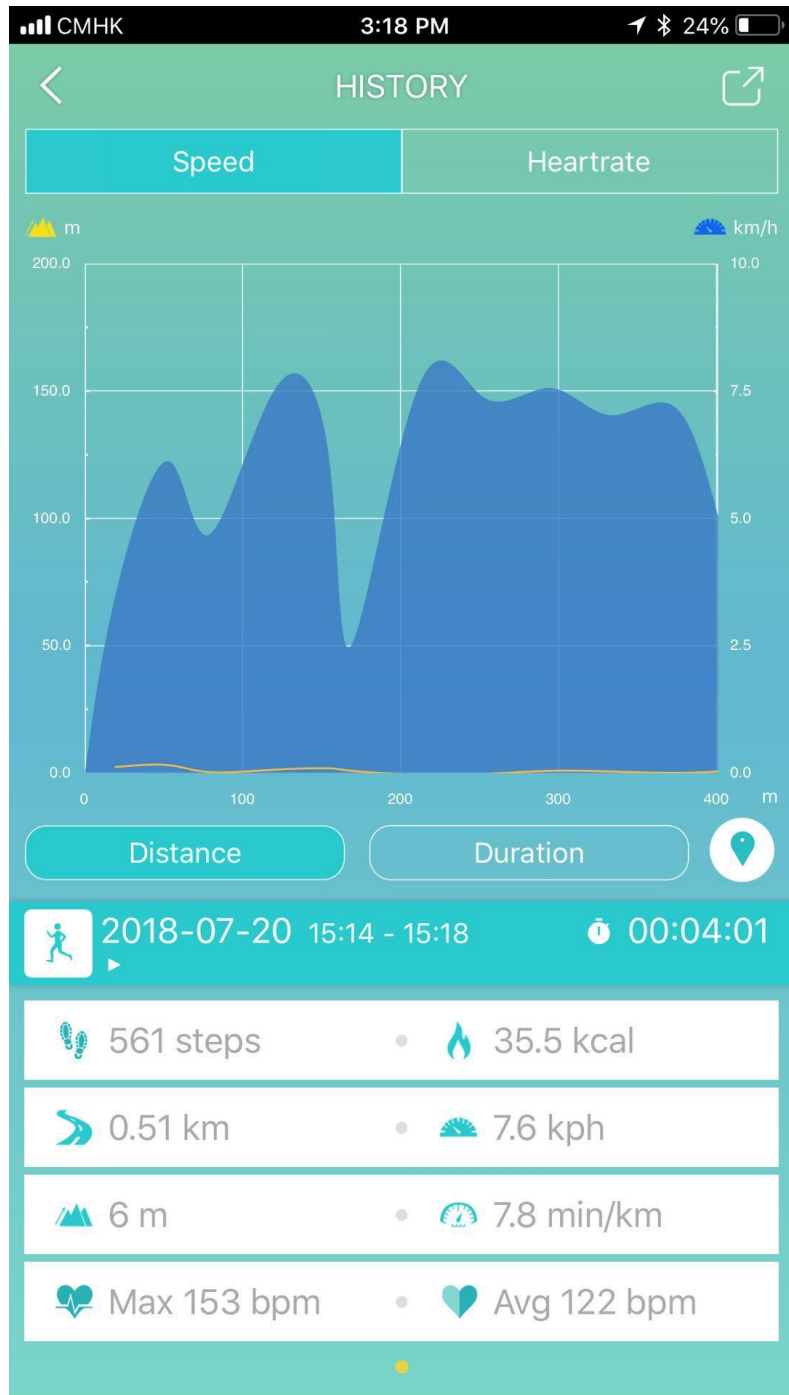 CMHK 3:18 PM 24%
HISTORY
Speed Heartrate
m km/h
200.0 10.0
150.0 7.5
100.0 5.0
50.0 2.5
0.0 0.0
0 100 200 300 400 m
Distance Duration
2018-07-20 15:14 - 15:18 00:04:01
561 steps 35.5 kcal
0.51 km 7.6 kph
6 m 7.8 min/km
Max 153 bpm Avg 122 bpm